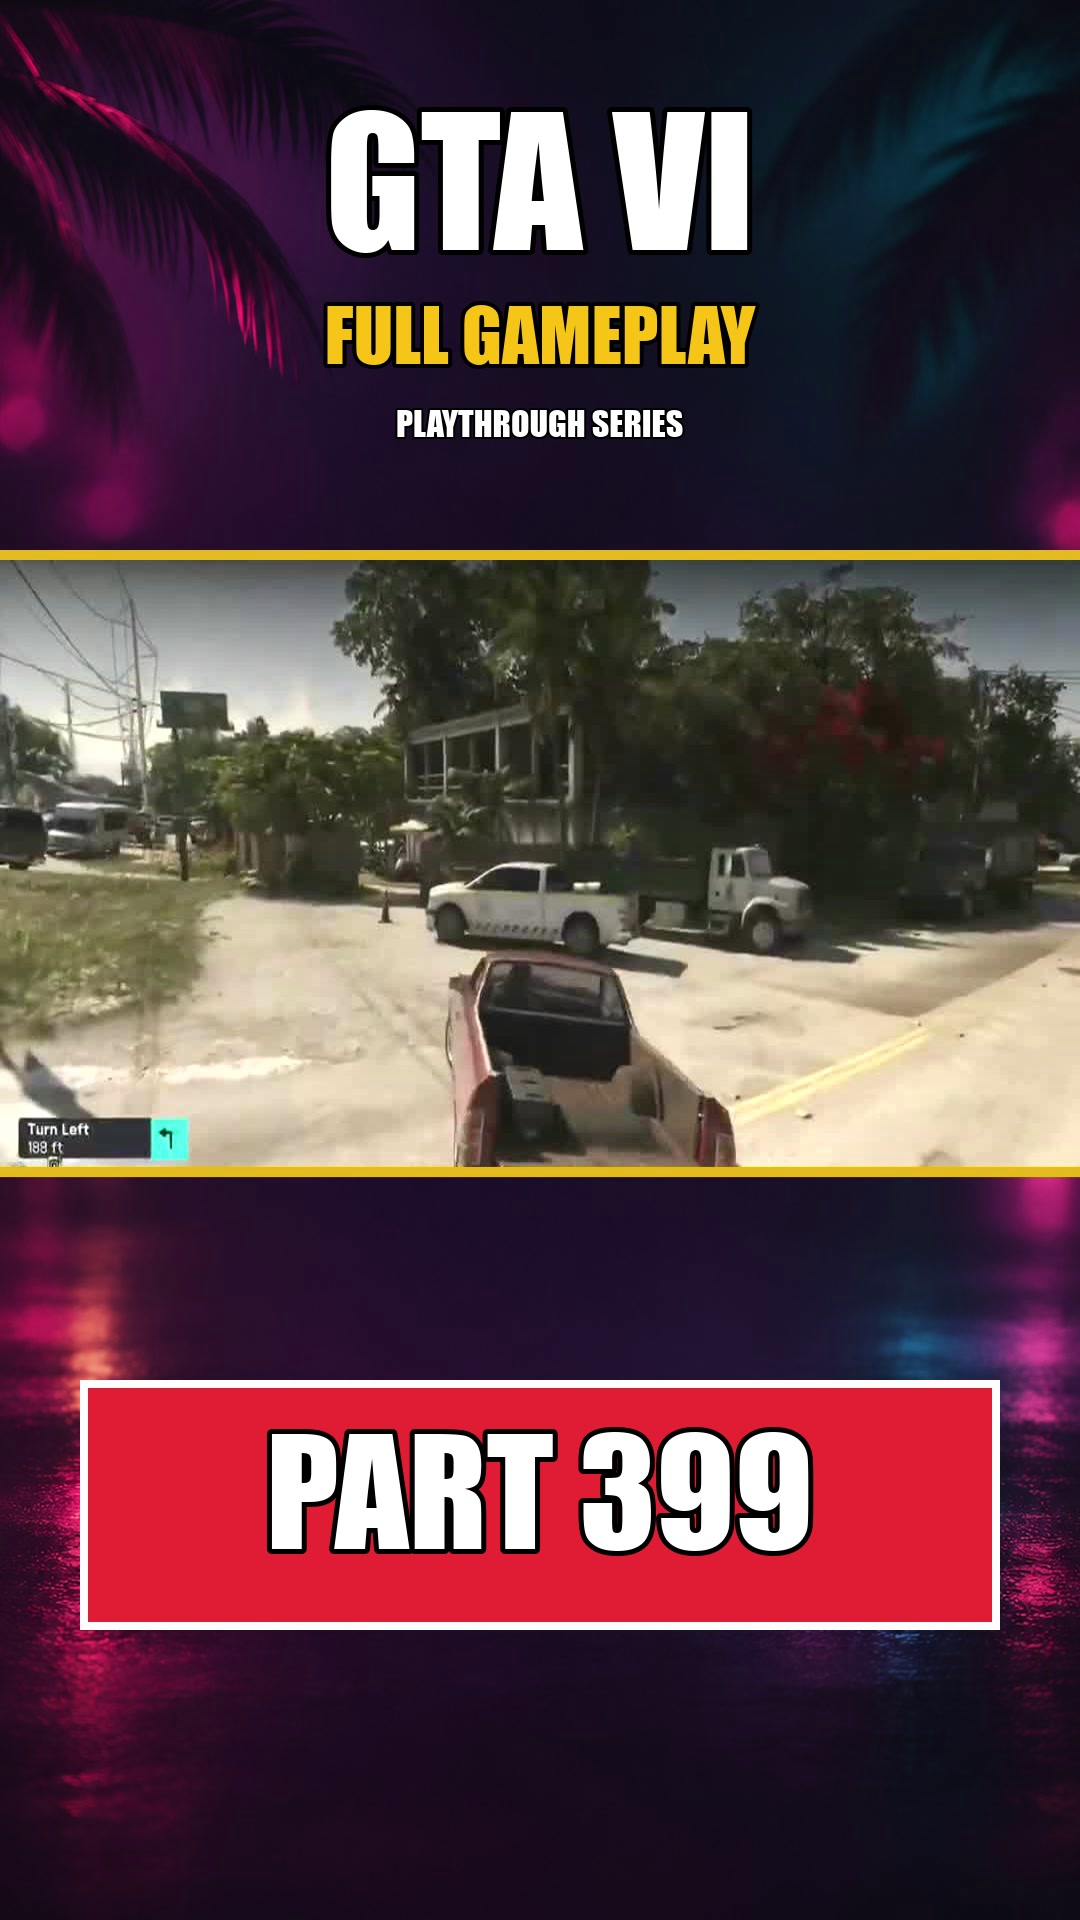 GTA VI
FULL GAMEPLAY
PLAYTHROUGH SERIES
Turn Left
188 ft
PART 399